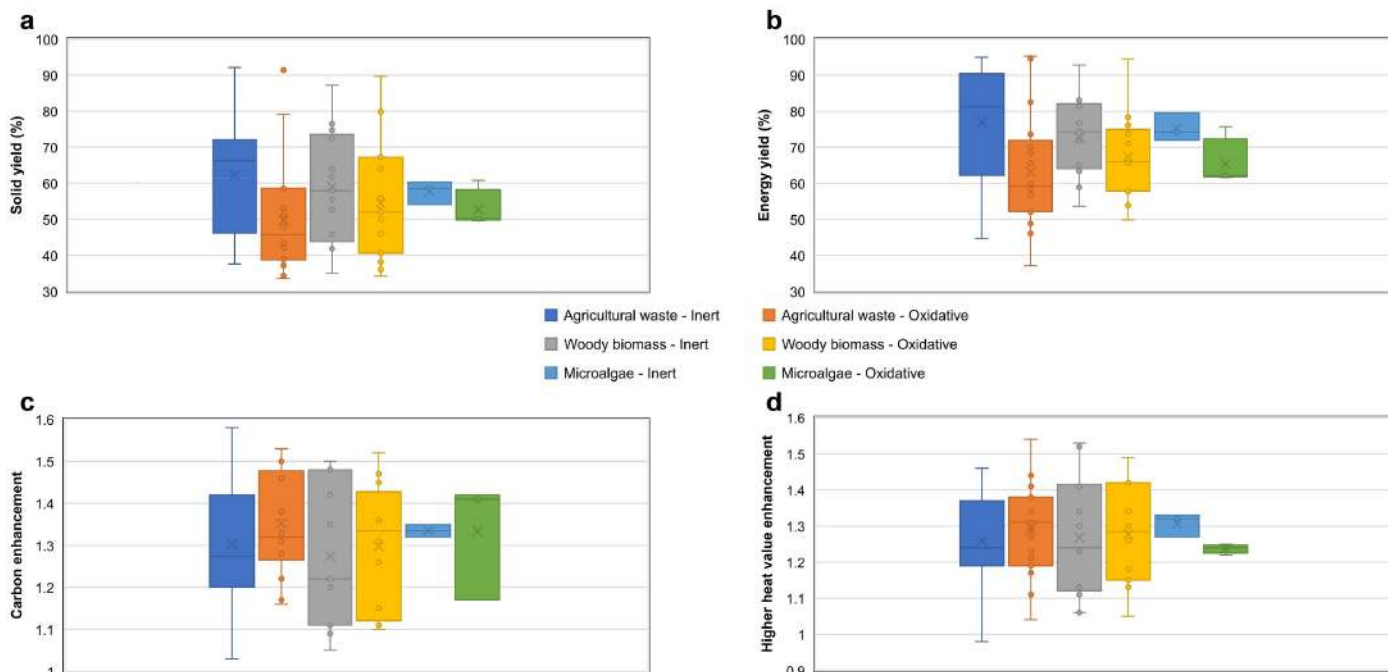 a
100
90
80
70
60
50
40
30
Solid yield (%)
b
100
90
80
70
60
50
40
30
Energy yield (%)
Agricultural waste - Inert
Agricultural waste - Oxidative
Woody biomass - Inert
Woody biomass - Oxidative
Microalgae - Inert
Microalgae - Oxidative
c
1.6
1.5
1.4
1.3
1.2
1.1
1
Carbon enhancement
d
1.6
1.5
1.4
1.3
1.2
1.1
1
0.9
Higher heat value enhancement